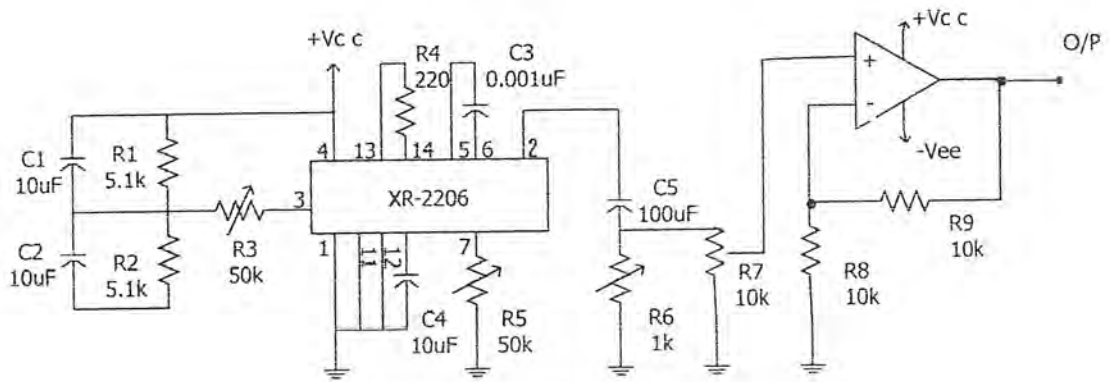 +Vc c
O/P
+Vc c
-Vee
R4
220
C3
0.001uF
C1
10uF
R1
5.1k
4
13
14
5
6
2
XR-2206
3
R3
50k
C2
10uF
R2
5.1k
1
11
12
7
C4
10uF
R5
50k
C5
100uF
R6
1k
R7
10k
+
-
R8
10k
R9
10k